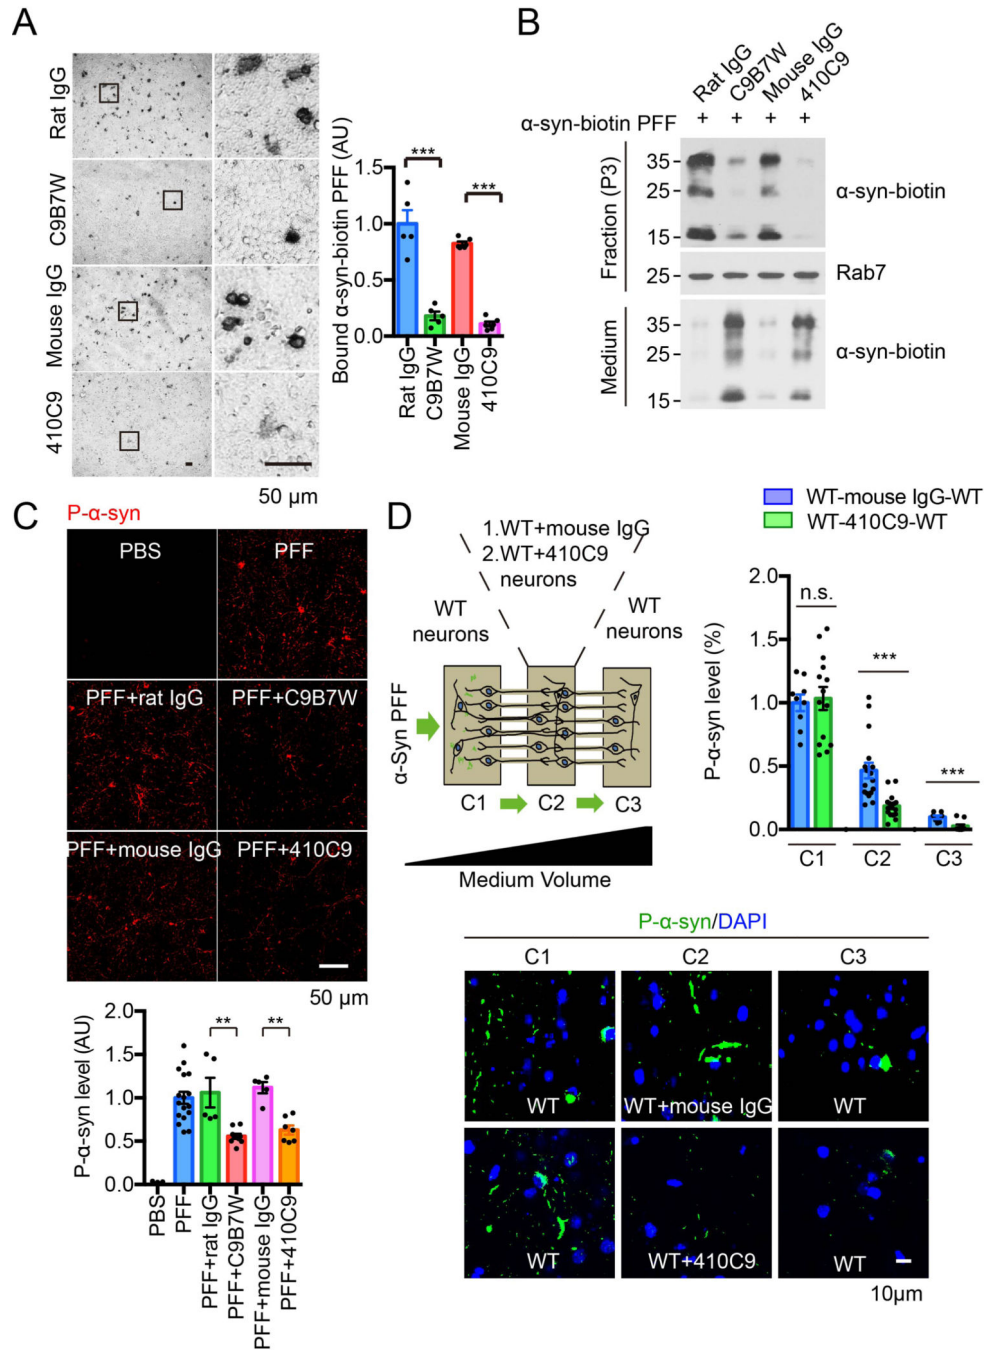 A
Rat IgG
C9B7W
Mouse IgG
410C9
50 µm
Bound α-syn-biotin PFF (AU)
1.5
1.0
0.5
0.0
***
***
Rat IgG
C9B7W
Mouse IgG
410C9
B
Rat IgG
C9B7W
Mouse IgG
410C9
α-syn-biotin PFF + + + +
Fraction (P3)
35
25
15
α-syn-biotin
25
Rab7
Medium
35
25
15
α-syn-biotin
C
P-α-syn
PBS
PFF
PFF+rat IgG
PFF+C9B7W
PFF+mouse IgG
PFF+410C9
50 µm
P-α-syn level (AU)
2.0
1.5
1.0
0.5
0.0
**
**
PBS
PFF
PFF+rat IgG
PFF+C9B7W
PFF+mouse IgG
PFF+410C9
D
1.WT+mouse IgG
2.WT+410C9
neurons
WT
neurons
WT
neurons
α-Syn PFF
C1
C2
C3
Medium Volume
WT-mouse IgG-WT
WT-410C9-WT
P-α-syn level (%)
2.0
1.5
1.0
0.5
0.0
n.s.
***
***
C1
C2
C3
P-α-syn/DAPI
C1
C2
C3
WT
WT+mouse IgG
WT
WT
WT+410C9
WT
10µm